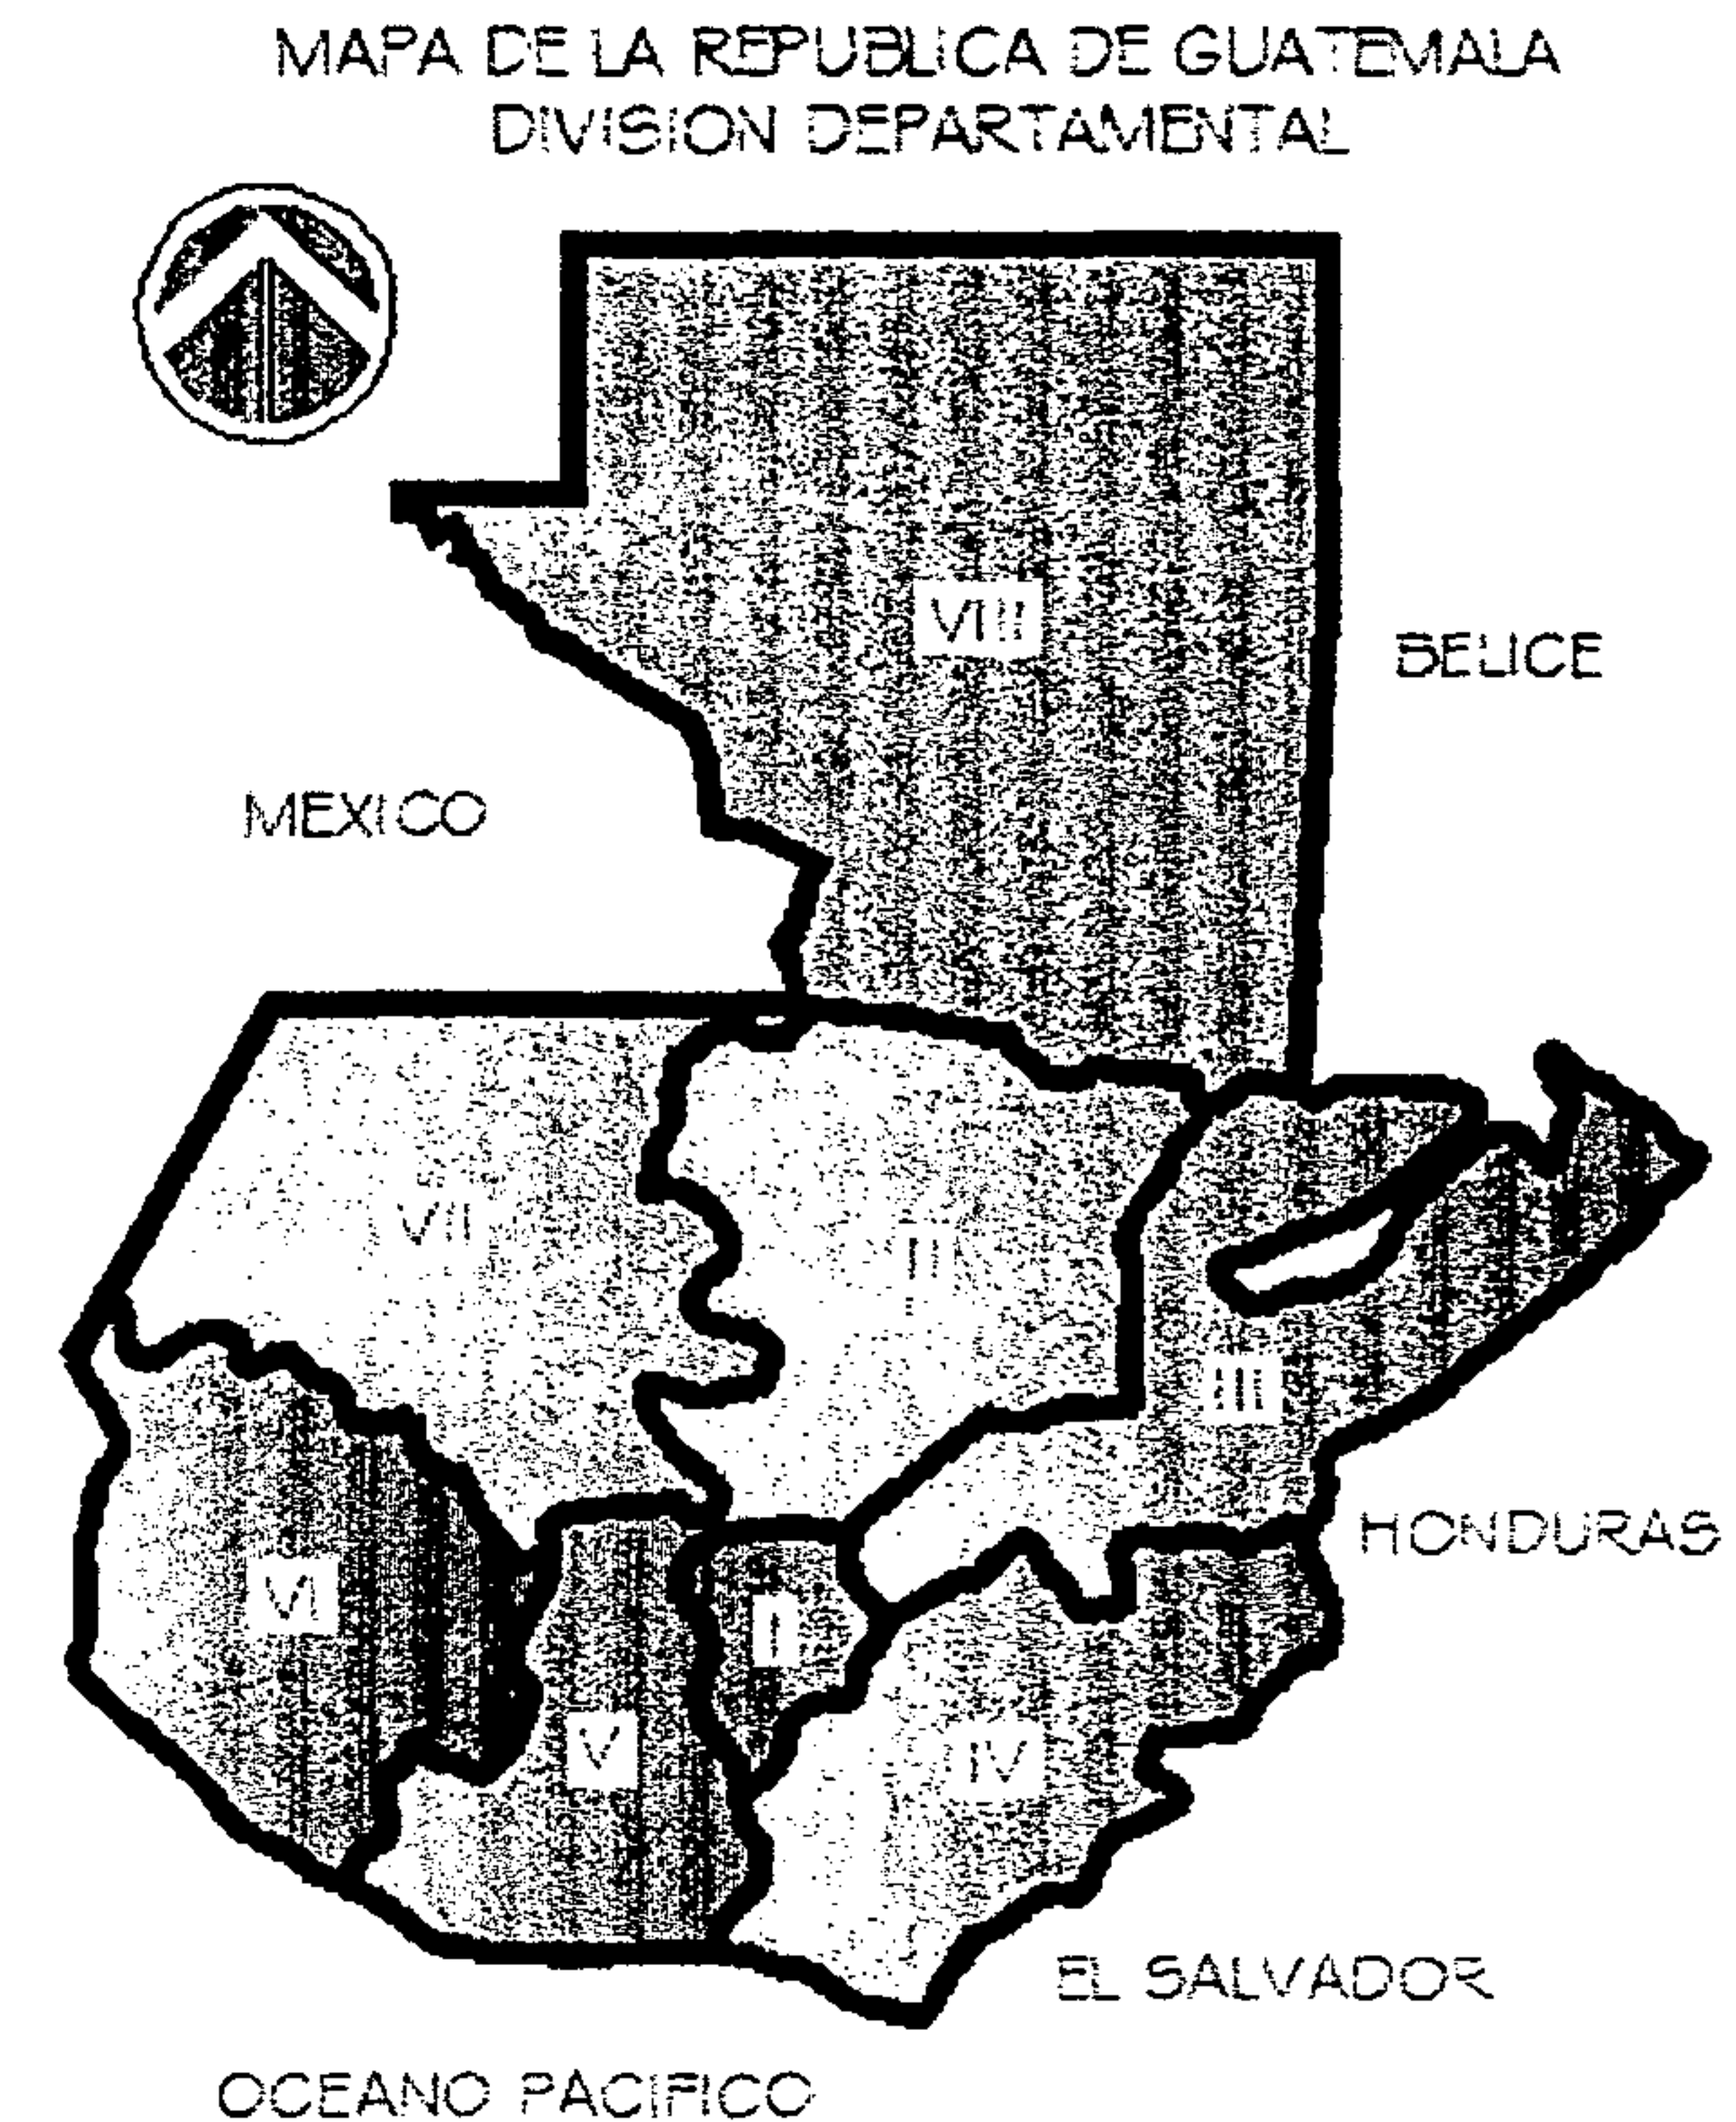 MAPA DE LA REPUBLICA DE GUATEMALA
DIVISION DEPARTAMENTAL
VIII
BELICE
MEXICO
VII
II
III
HONDURAS
VI
I
V
IV
EL SALVADOR
OCEANO PACIFICO